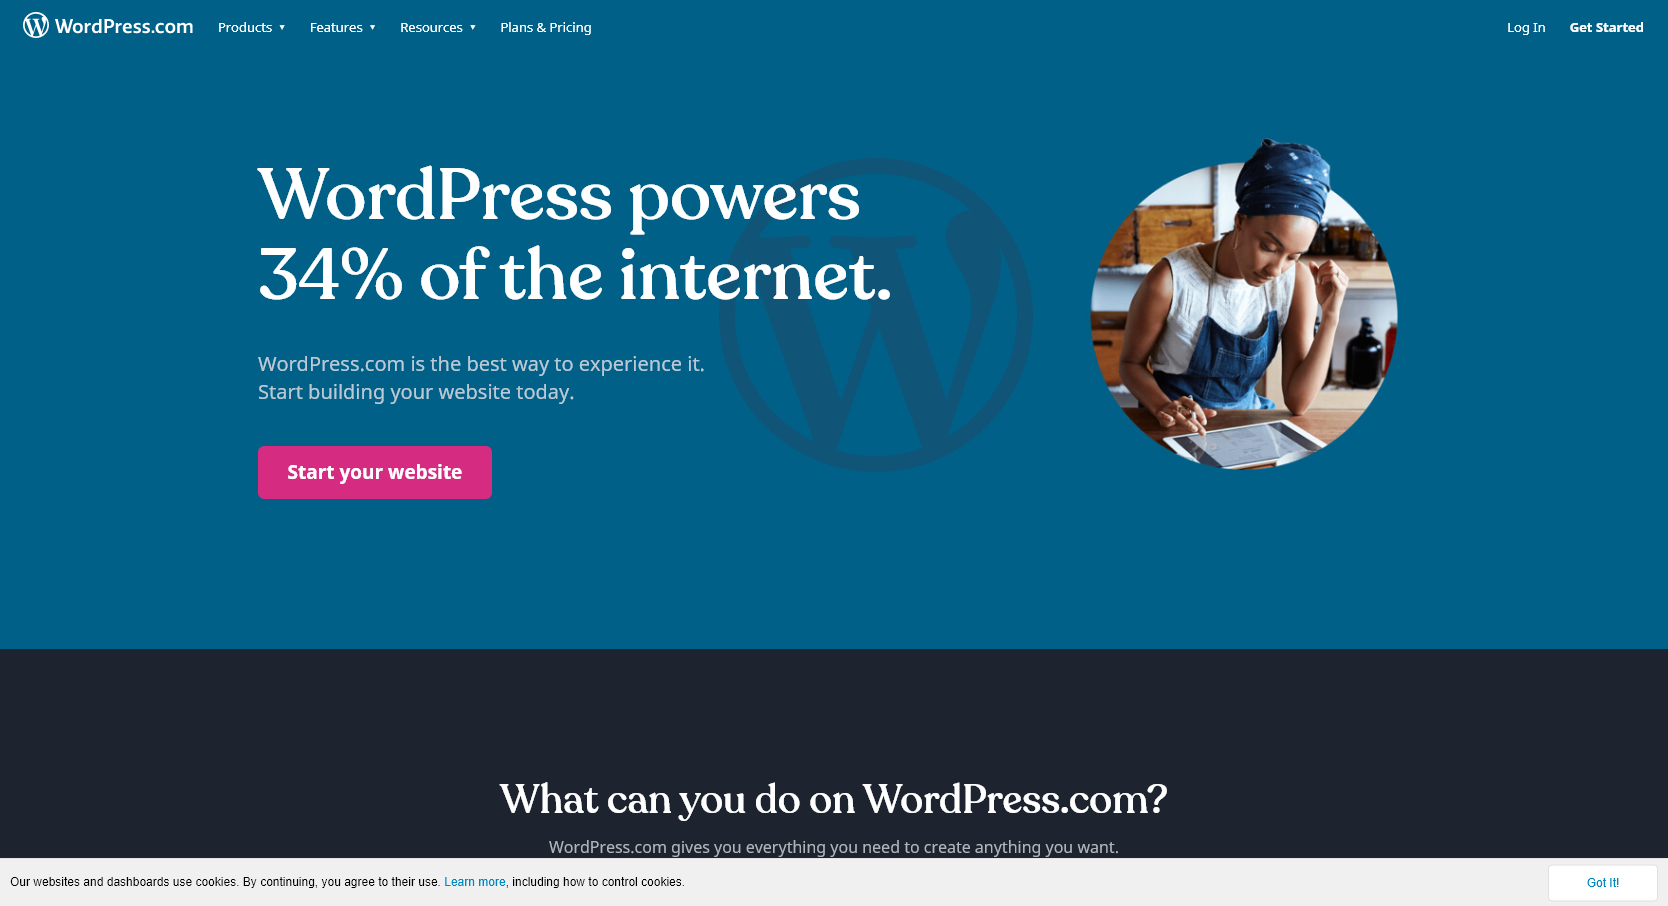 WordPress.com
Products ▼
Features ▼
Resources ▼
Plans & Pricing
Log In
Get Started
WordPress powers
34% of the internet.
WordPress.com is the best way to experience it.
Start building your website today.
Start your website
What can you do on WordPress.com?
WordPress.com gives you everything you need to create anything you want.
Our websites and dashboards use cookies. By continuing, you agree to their use. Learn more, including how to control cookies.
Got It!